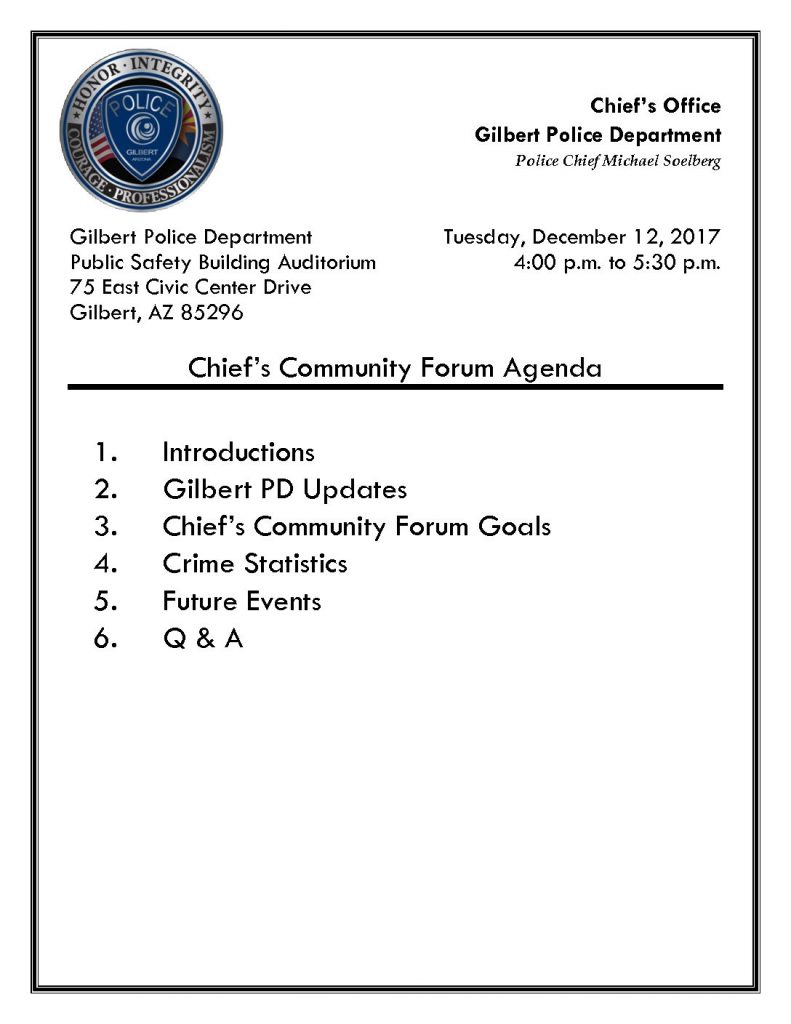 HONOR · INTEGRITY
COURAGE · PROFESSIONALISM
POLICE
GILBERT
ARIZONA
Chief’s Office
Gilbert Police Department
Police Chief Michael Soelberg
Gilbert Police Department
Public Safety Building Auditorium
75 East Civic Center Drive
Gilbert, AZ 85296
Tuesday, December 12, 2017
4:00 p.m. to 5:30 p.m.
Chief’s Community Forum Agenda
1. Introductions
2. Gilbert PD Updates
3. Chief’s Community Forum Goals
4. Crime Statistics
5. Future Events
6. Q & A